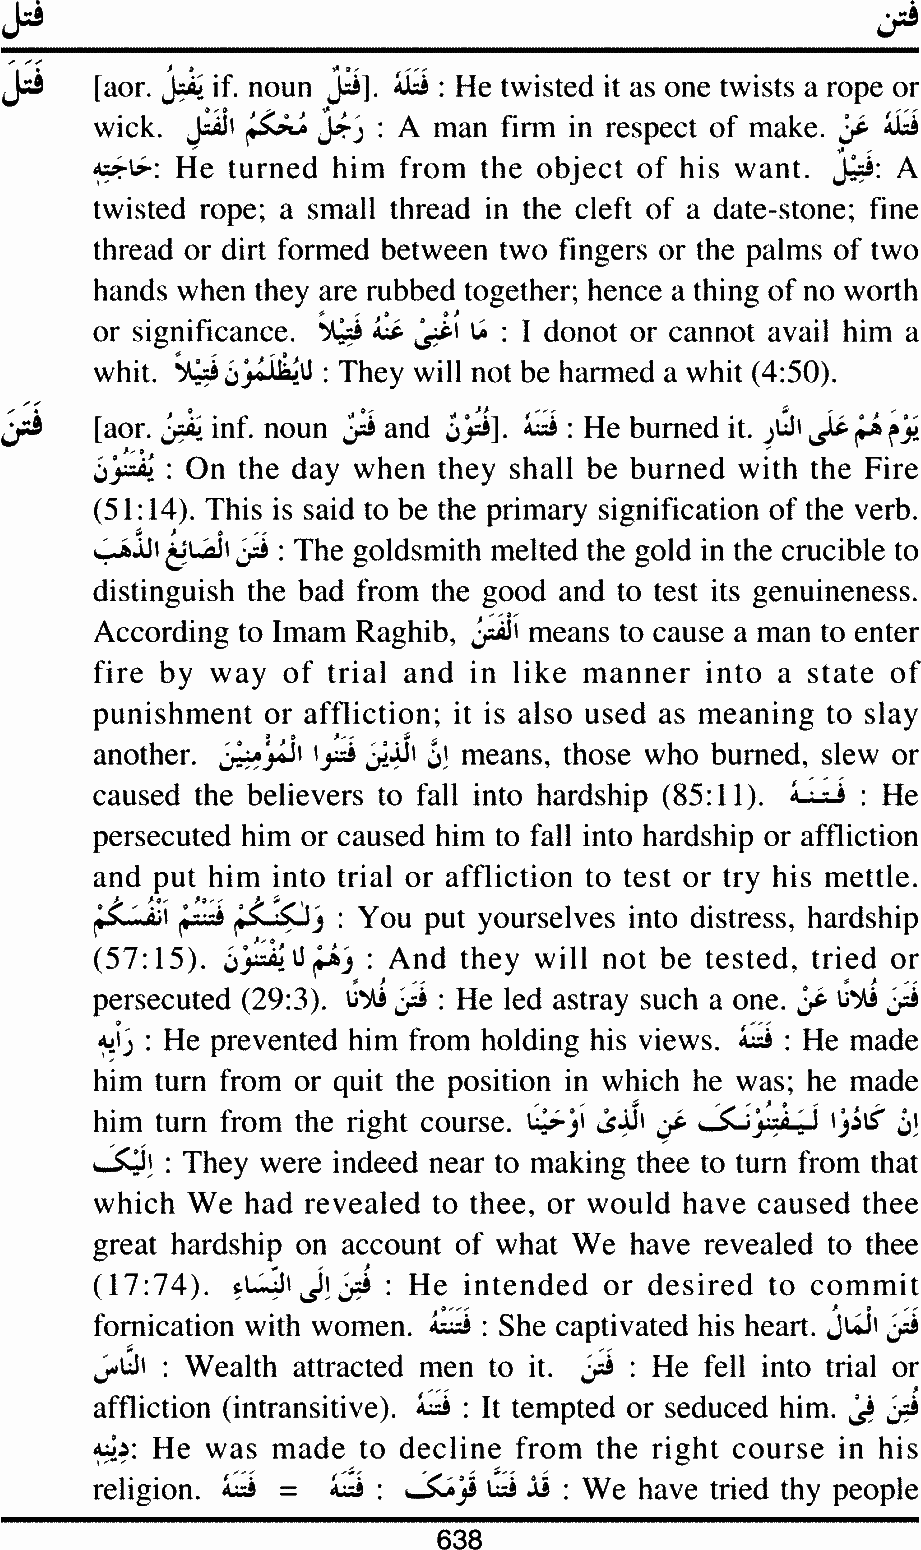 فتل فتن
فَتَلَ [aor. يَفْتِلُ if. noun فَتْلٌ]. فَتَلَهُ : He twisted it as one twists a rope or
wick. رَجُلٌ مُحْكَمُ الْفَتْلِ : A man firm in respect of make. فَتَلَهُ عَنْ
حَاجَتِهِ: He turned him from the object of his want. فَتِيْلٌ: A
twisted rope; a small thread in the cleft of a date-stone; fine
thread or dirt formed between two fingers or the palms of two
hands when they are rubbed together; hence a thing of no worth
or significance. مَا اُغْنِىْ عَنْهُ فَتِيْلاً : I donot or cannot avail him a
whit. لَايُظْلَمُوْنَ فَتِيْلاً : They will not be harmed a whit (4:50).
فَتَنَ [aor. يَفْتِنُ inf. noun فَتْنٌ and فُتُوْنٌ]. فَتَنَهُ : He burned it. يَوْمَ هُمْ عَلَى النَّارِ
يُفْتَنُوْنَ : On the day when they shall be burned with the Fire
(51:14). This is said to be the primary signification of the verb.
فَتَنَ الصَّائِغُ الذَّهَبَ : The goldsmith melted the gold in the crucible to
distinguish the bad from the good and to test its genuineness.
According to Imam Raghib, اَلْفَتَنُ means to cause a man to enter
fire by way of trial and in like manner into a state of
punishment or affliction; it is also used as meaning to slay
another. اِنَّ الَّذِيْنَ فَتَنُوا الْمُؤْمِنِيْنَ means, those who burned, slew or
caused the believers to fall into hardship (85:11). فَتَنَهُ : He
persecuted him or caused him to fall into hardship or affliction
and put him into trial or affliction to test or try his mettle.
وَلٰكِنَّكُمْ فَتَنْتُمْ اَنْفُسَكُمْ : You put yourselves into distress, hardship
(57:15). وَهُمْ لَا يُفْتَنُوْنَ : And they will not be tested, tried or
persecuted (29:3). فَتَنَ فُلَانًا : He led astray such a one. فَتَنَ فُلَانًا عَنْ
رَأْيِهِ : He prevented him from holding his views. فَتَنَهُ : He made
him turn from or quit the position in which he was; he made
him turn from the right course. اِنْ كَادُوْا لَيَفْتِنُوْنَكَ عَنِ الَّذِىْ اَوْحَيْنَا
اِلَيْكَ : They were indeed near to making thee to turn from that
which We had revealed to thee, or would have caused thee
great hardship on account of what We have revealed to thee
(17:74). فُتِنَ اِلَى النِّسَاءِ : He intended or desired to commit
fornication with women. فَتَنَتْهُ : She captivated his heart. فَتَنَ الْمَالُ
النَّاسَ : Wealth attracted men to it. فَتَنَ : He fell into trial or
affliction (intransitive). فَتَنَهُ : It tempted or seduced him. فُتِنَ فِىْ
دِيْنِهِ: He was made to decline from the right course in his
religion. فَتَنَهُ = فَتَّنَهُ : قَدْ فَتَنَّا قَوْمَكَ : We have tried thy people
638